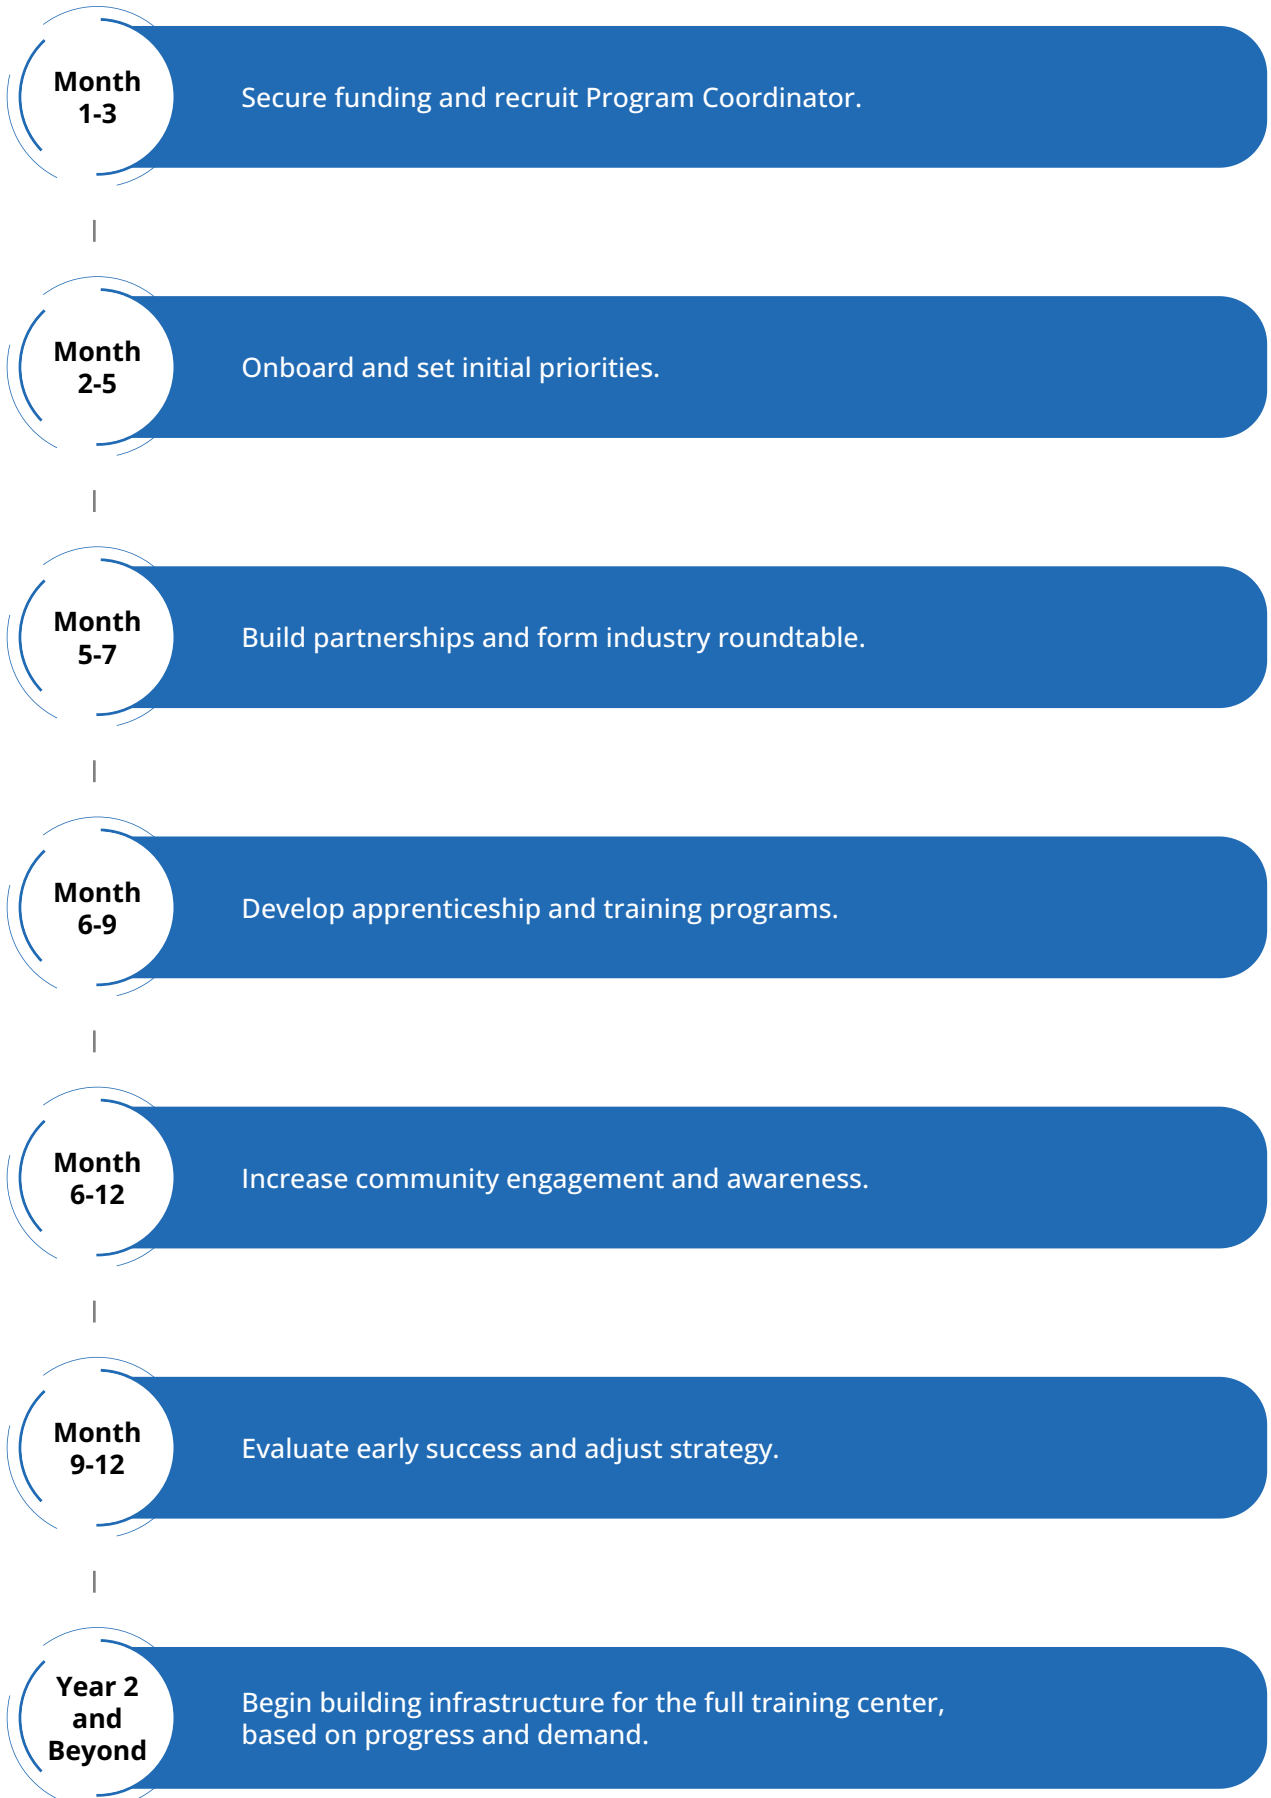 Month
1-3
Secure funding and recruit Program Coordinator.
Month
2-5
Onboard and set initial priorities.
Month
5-7
Build partnerships and form industry roundtable.
Month
6-9
Develop apprenticeship and training programs.
Month
6-12
Increase community engagement and awareness.
Month
9-12
Evaluate early success and adjust strategy.
Year 2
and
Beyond
Begin building infrastructure for the full training center,
based on progress and demand.